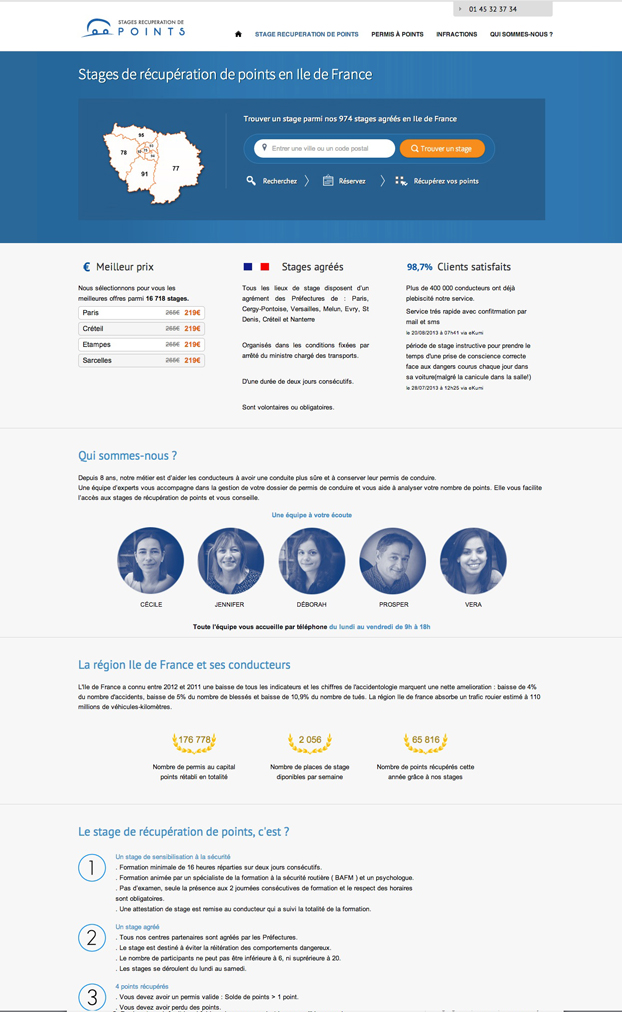 01 45 32 37 34
STAGES RECUPERATION DE
POINTS
STAGE RECUPERATION DE POINTS
PERMIS À POINTS
INFRACTIONS
QUI SOMMES-NOUS ?
Stages de récupération de points en Ile de France
Trouver un stage parmi nos 974 stages agréés en Ile de France
Entrer une ville ou un code postal
Trouver un stage
Recherchez
Réservez
Récupérez vos points
95
78
77
91
€ Meilleur prix
Nous sélectionnons pour vous les
meilleures offres parmi 16 718 stages.
Paris 265€ 219€
Créteil 265€ 219€
Etampes 265€ 219€
Sarcelles 265€ 219€
Stages agréés
Tous les lieux de stage disposent d'un
agrément des Préfectures de : Paris,
Cergy-Pontoise, Versailles, Melun, Evry, St
Denis, Créteil et Nanterre
Organisés dans les conditions fixées par
arrêté du ministre chargé des transports.
D'une durée de deux jours consécutifs.
Sont volontaires ou obligatoires.
98,7% Clients satisfaits
Plus de 400 000 conducteurs ont déjà
plebiscité notre service.
Service trés rapide avec confitrmation par
mail et sms
le 20/08/2013 à 07h41 via eKumi
période de stage instructive pour prendre le
temps d'une prise de conscience correcte
face aux dangers courus chaque jour dans
sa voiture(malgré la canicule dans la salle!)
le 28/07/2013 à 12h25 via eKumi
Qui sommes-nous ?
Depuis 8 ans, notre métier est d'aider les conducteurs à avoir une conduite plus sûre et à conserver leur permis de conduire.
Une équipe d'experts vous accompagne dans la gestion de votre dossier de permis de conduire et vous aide à analyser votre nombre de points. Elle vous facilite
l'accès aux stages de récupération de points et vous conseille.
Une équipe à votre écoute
CÉCILE
JENNIFER
DÉBORAH
PROSPER
VERA
Toute l'équipe vous accueille par téléphone du lundi au vendredi de 9h à 18h
La région Ile de France et ses conducteurs
L'Ile de France a connu entre 2012 et 2011 une baisse de tous les indicateurs et les chiffres de l'accidentologie marquent une nette amelioration : baisse de 4%
du nombre d'accidents, baisse de 5% du nombre de blessés et baisse de 10,9% du nombre de tués. La région Ile de france absorbe un trafic rouier estimé à 110
millions de véhicules-kilomètres.
176 778
Nombre de permis au capital
points rétabli en totalité
2 056
Nombre de places de stage
diponibles par semaine
65 816
Nombre de points récupérés cette
année grâce à nos stages
Le stage de récupération de points, c'est ?
1
Un stage de sensibilisation à la sécurité
. Formation minimale de 16 heures réparties sur deux jours consécutifs.
. Formation animée par un spécialiste de la formation à la sécurité routière ( BAFM ) et un psychologue.
. Pas d'examen, seule la présence aux 2 journées consécutives de formation et le respect des horaires
sont obligatoires.
. Une attestation de stage est remise au conducteur qui a suivi la totalité de la formation.
2
Un stage agréé
. Tous nos centres partenaires sont agréés par les Préfectures.
. Le stage est destiné à éviter la réitération des comportements dangereux.
. Le nombre de participants ne peut pas être inférieure à 6, ni suprérieure à 20.
. Les stages se déroulent du lundi au samedi.
3
4 points récupérés
. Vous devez avoir un permis valide : Solde de points > 1 point.
. Vous devez avoir perdu des points.